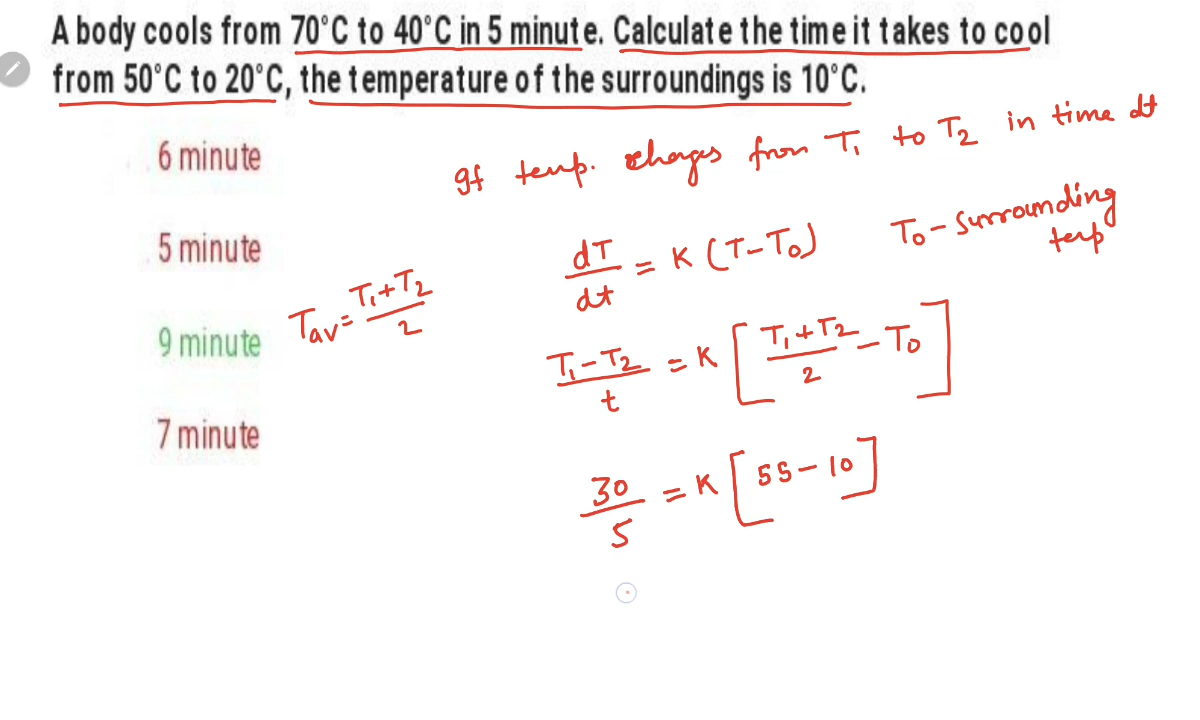 A body cools from 70°C to 40°C in 5 minute. Calculate the time it takes to cool
from 50°C to 20°C, the temperature of the surroundings is 10°C.
6 minute
5 minute
9 minute
7 minute
If temp. changes from T₁ to T₂ in time dt
dT/dt = K (T-T₀)
T₀ - surrounding
temp
Tav = T₁+T₂/2
T₁-T₂/t = K [T₁+T₂/2 - T₀]
30/5 = K [55-10]